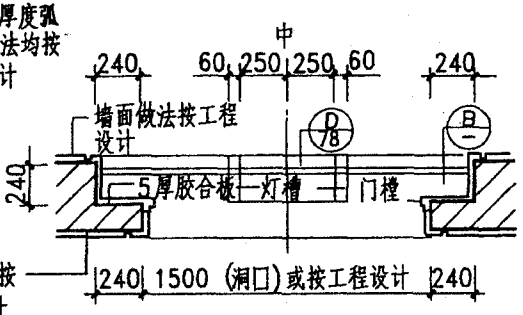 厚度弧
法均按
计
中
240 60 250 250 60 240
墙面做法按工程
设计
D
78
B
—
240
5厚胶合板 灯槽 门樘
按
计
240 1500 (洞口)或按工程设计 240